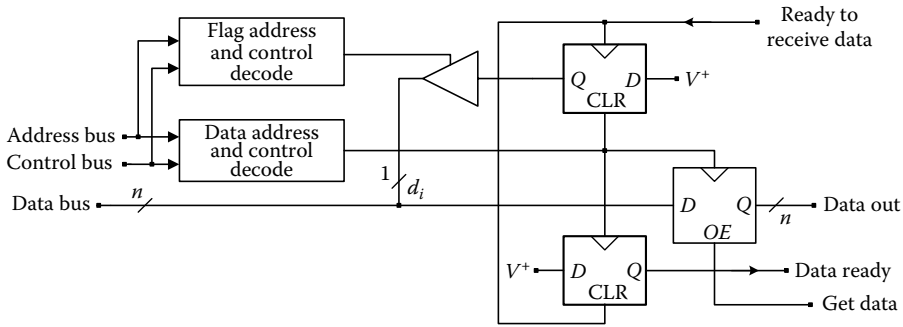 Flag address
and control
decode
Ready to
receive data
Q D
CLR
V+
Address bus
Control bus
Data address
and control
decode
1
d_i
Data bus
n
D Q
OE
n
Data out
V+
D Q
CLR
Data ready
Get data